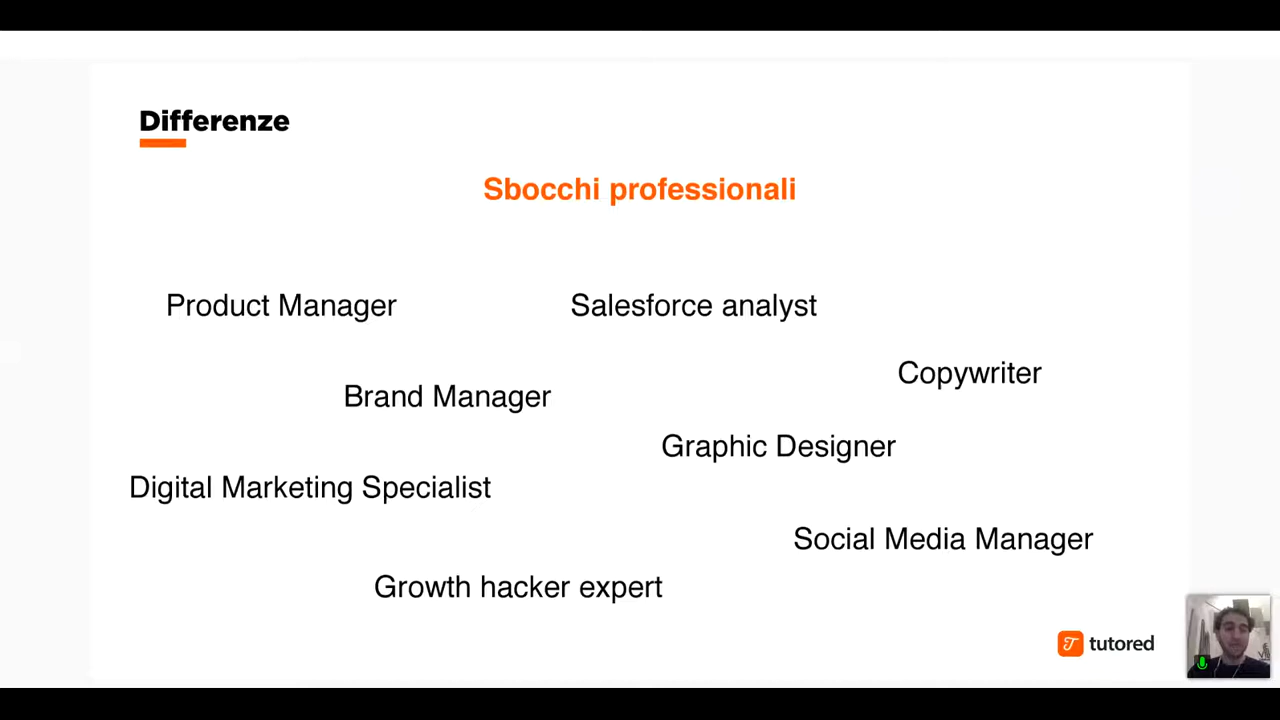 Differenze
Sbocchi professionali
Product Manager
Salesforce analyst
Copywriter
Brand Manager
Graphic Designer
Digital Marketing Specialist
Social Media Manager
Growth hacker expert
tutored